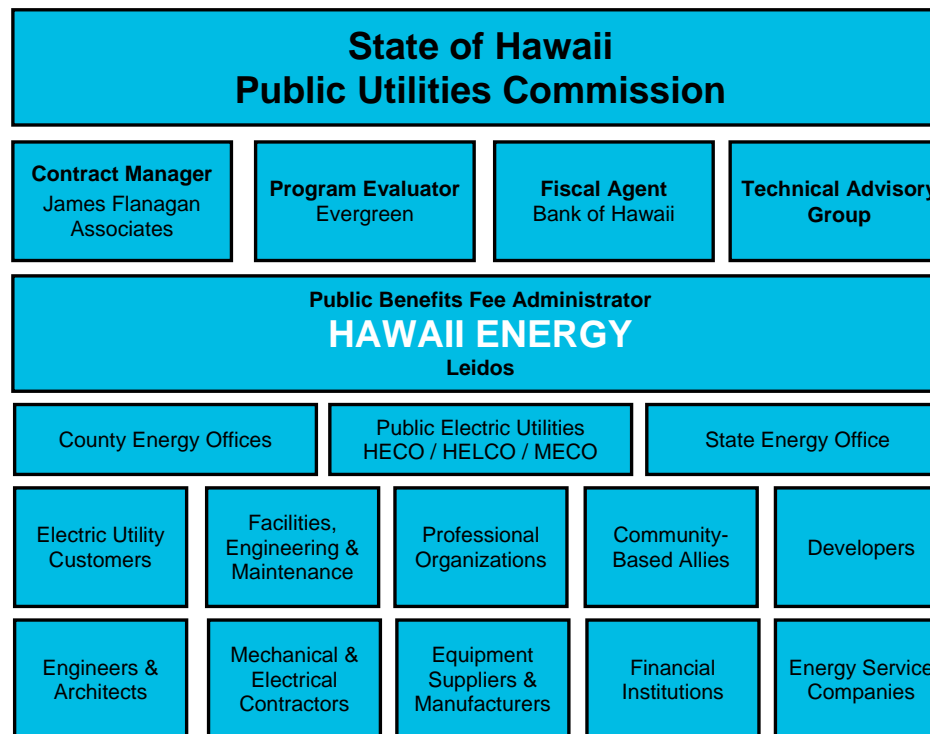 State of Hawaii
Public Utilities Commission
Contract Manager
James Flanagan
Associates
Program Evaluator
Evergreen
Fiscal Agent
Bank of Hawaii
Technical Advisory
Group
Public Benefits Fee Administrator
HAWAII ENERGY
Leidos
County Energy Offices
Public Electric Utilities
HECO / HELCO / MECO
State Energy Office
Electric Utility
Customers
Facilities,
Engineering &
Maintenance
Professional
Organizations
Community-
Based Allies
Developers
Engineers &
Architects
Mechanical &
Electrical
Contractors
Equipment
Suppliers &
Manufacturers
Financial
Institutions
Energy Service
Companies